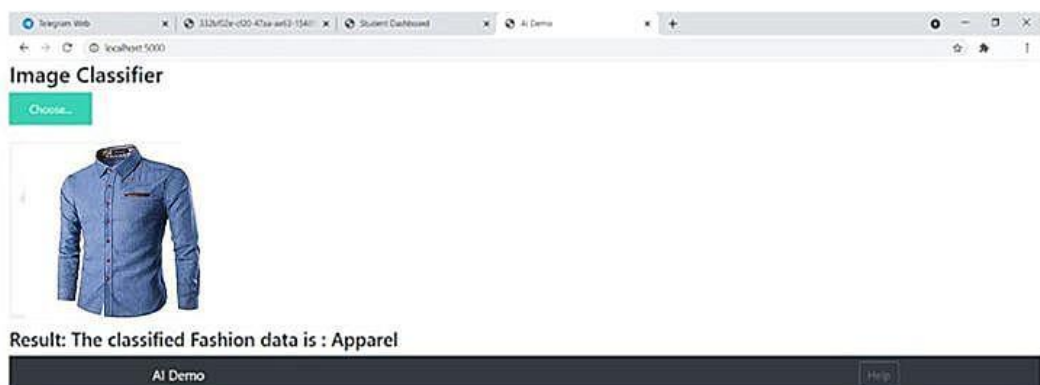 Telegram Web
Student Dashboard
AI Demo
localhost:5000
Image Classifier
Choose...
Result: The classified Fashion data is : Apparel
AI Demo
Help